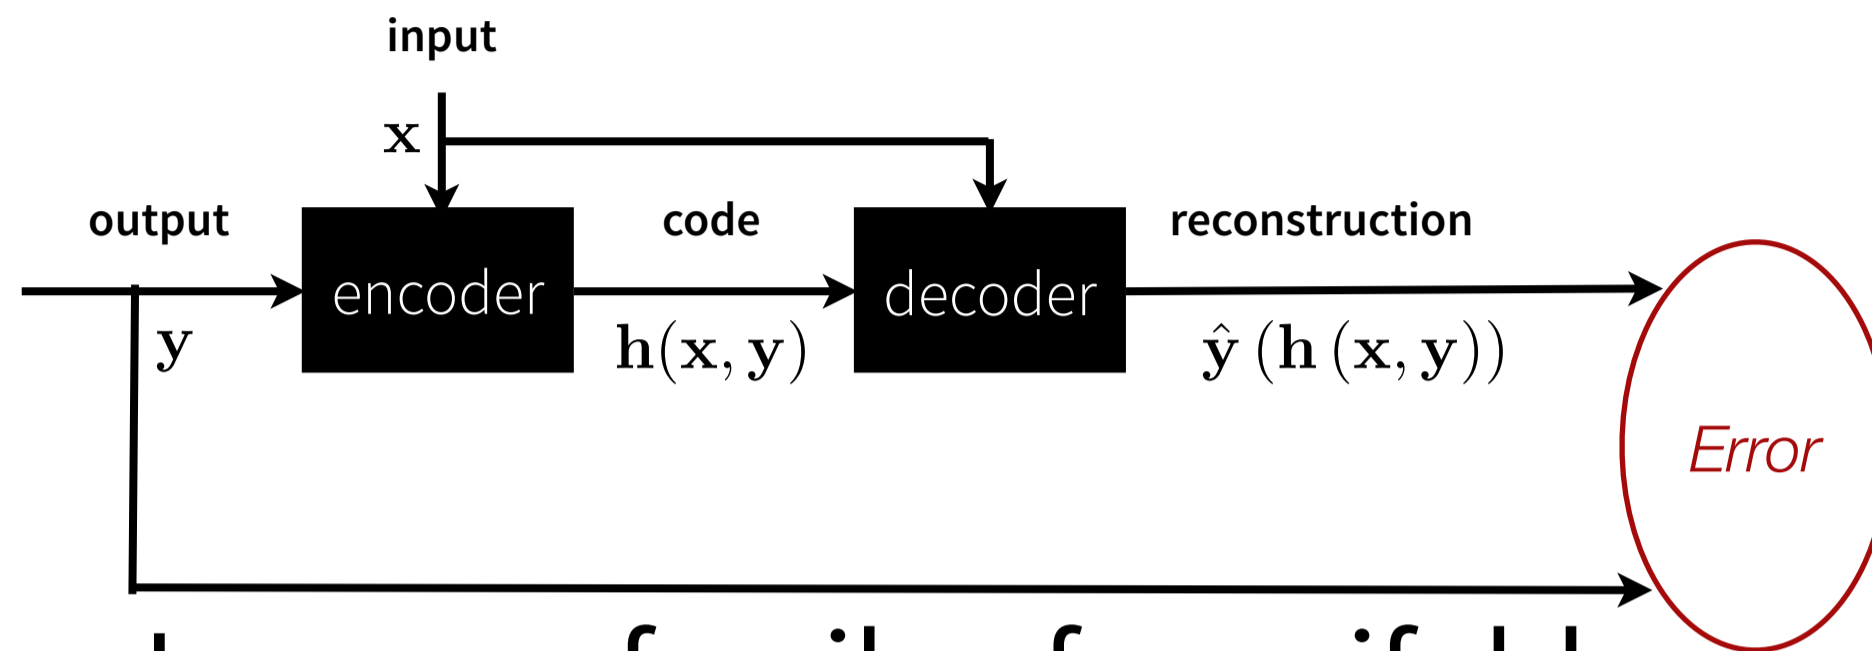 input
x
output
code
reconstruction
encoder
decoder
y
h(x, y)
ŷ (h (x, y))
Error